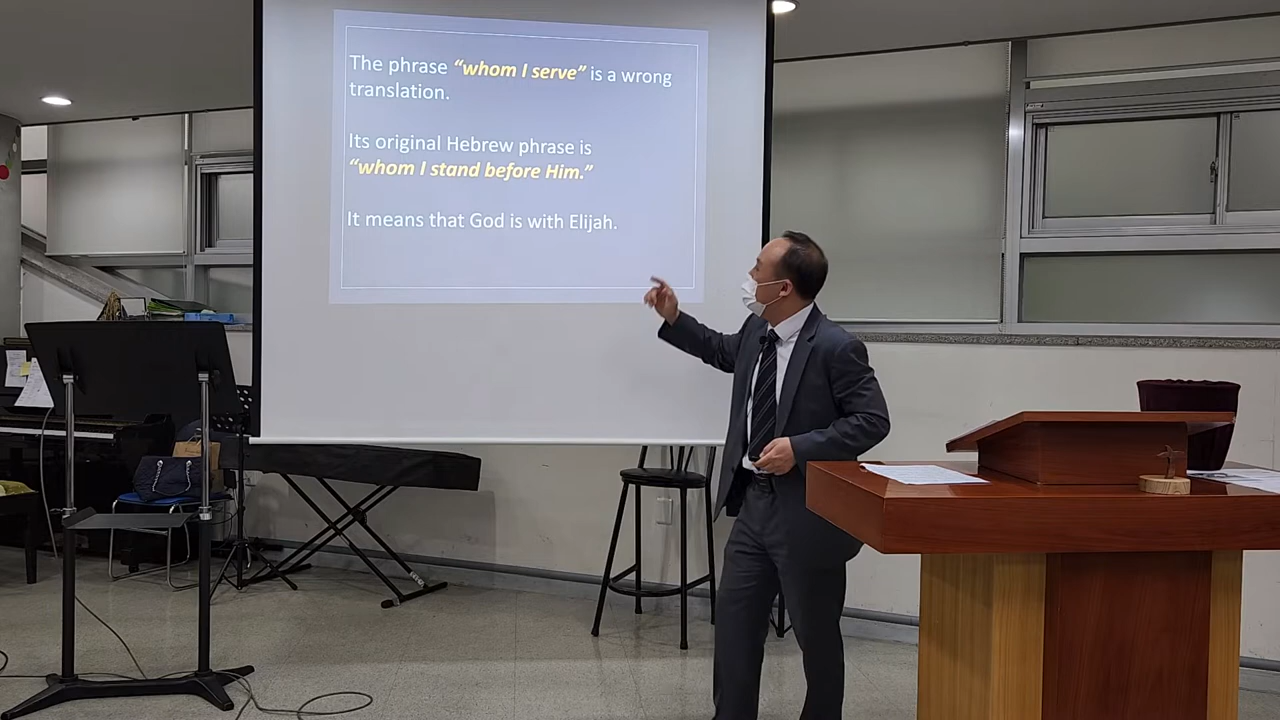 The phrase “whom I serve” is a wrong
translation.
Its original Hebrew phrase is
“whom I stand before Him.”
It means that God is with Elijah.